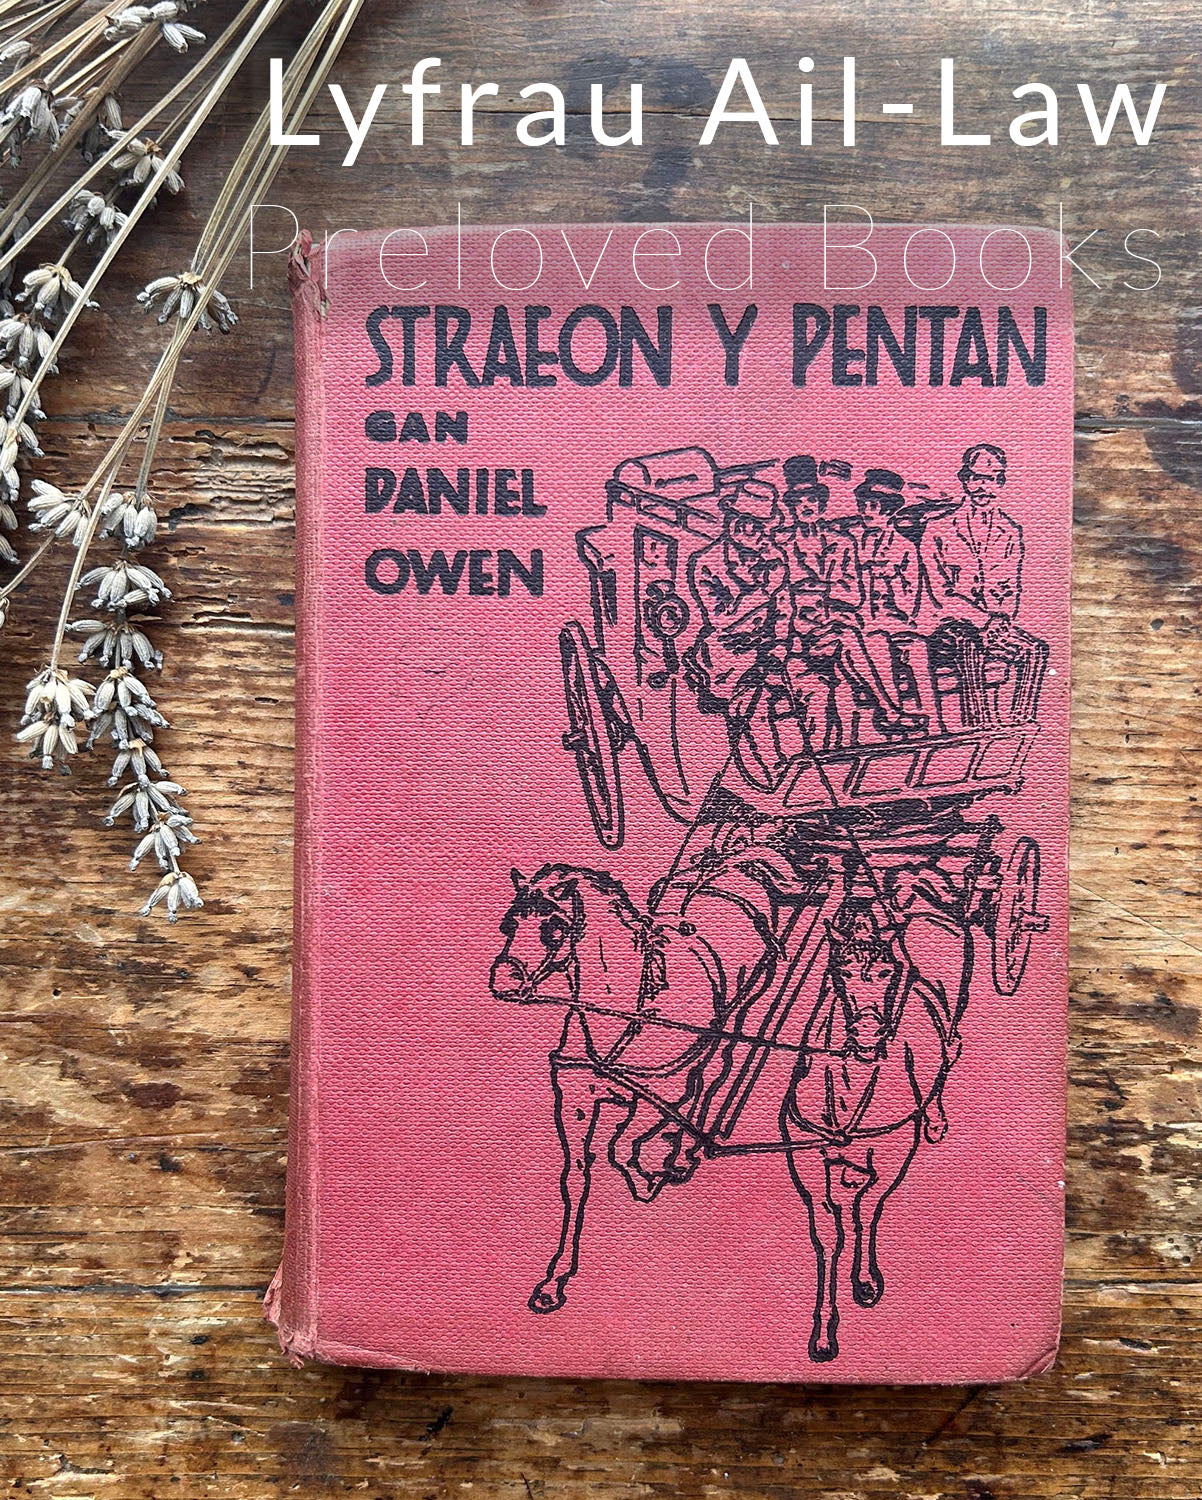 Lyfrau Ail-Law
Preloved Books
STRAEON Y PENTAN
GAN
DANIEL
OWEN